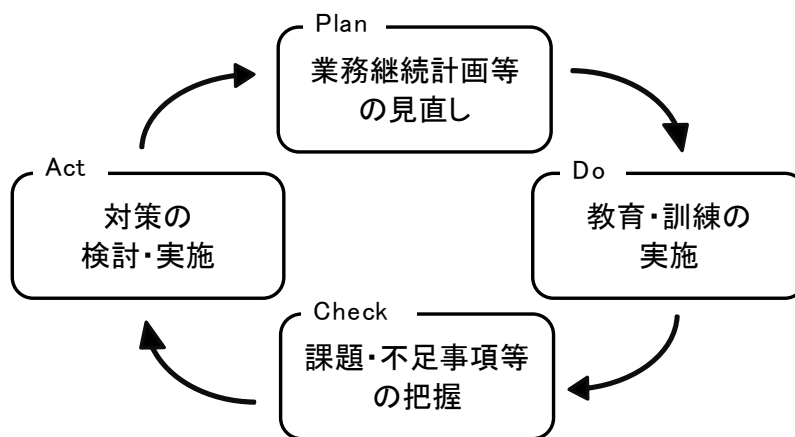 Plan
業務継続計画等
の見直し
Do
教育・訓練の
実施
Check
課題・不足事項等
の把握
Act
対策の
検討・実施